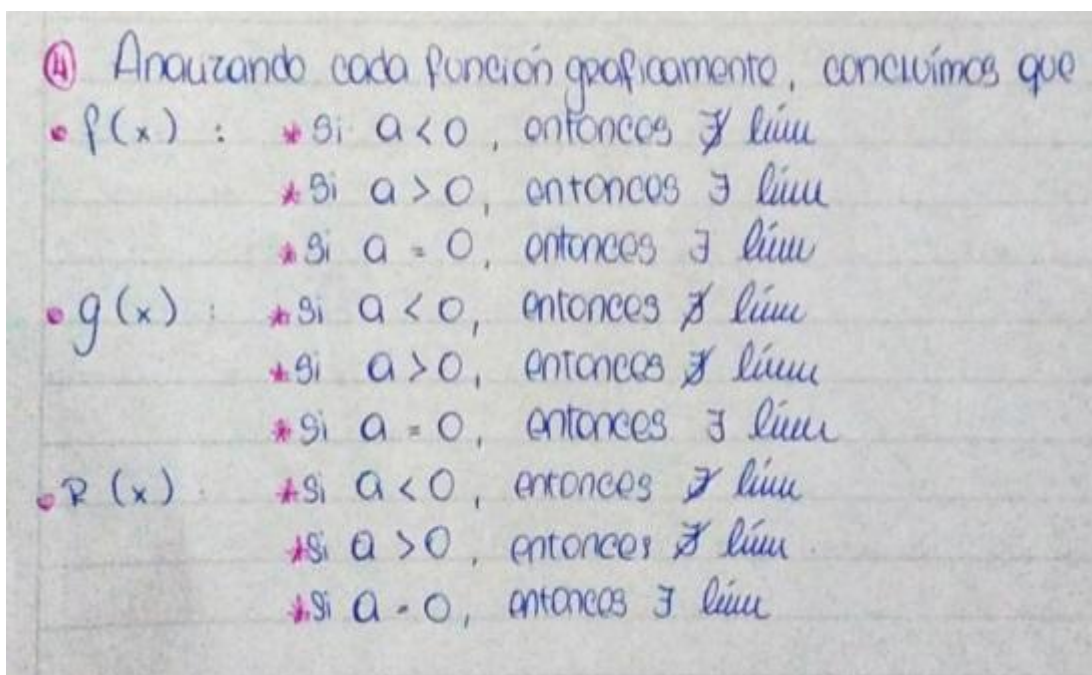 ④ Analizando cada función graficamente, concluímos que
• f(x) : * Si a < 0, entonces ∄ lím
* Si a > 0, entonces ∃ lím
* Si a = 0, entonces ∃ lím
• g(x) : * Si a < 0, entonces ∄ lím
* Si a > 0, entonces ∄ lím
* Si a = 0, entonces ∃ lím
• R (x) : * Si a < 0, entonces ∄ lím
* Si a > 0, entonces ∄ lím.
* Si a = 0, entonces ∃ lím